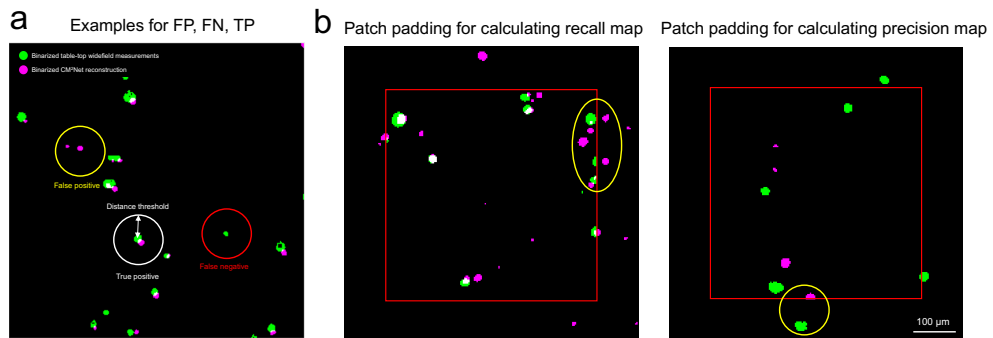 a
Examples for FP, FN, TP
Binarized table-top widefield measurements
Binarized CM²Net reconstruction
False positive
Distance threshold
True positive
False negative
b
Patch padding for calculating recall map
Patch padding for calculating precision map
100 µm